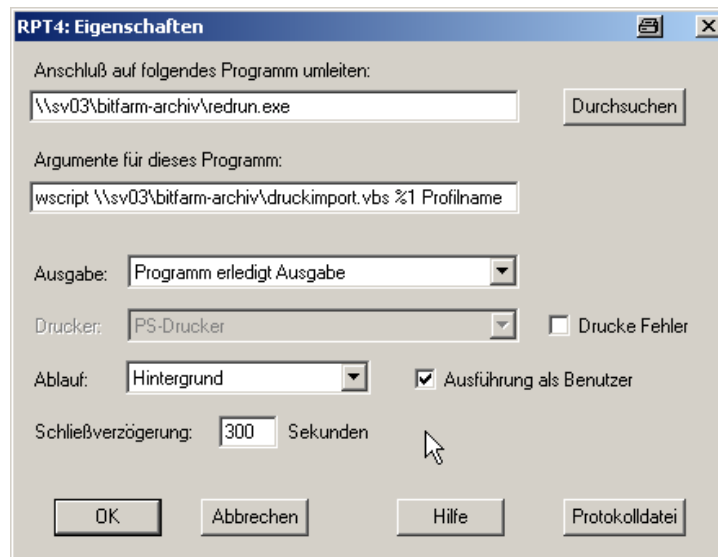 RPT4: Eigenschaften
Anschluß auf folgendes Programm umleiten:
\\sv03\bitfarm-archiv\redrun.exe
Durchsuchen
Argumente für dieses Programm:
wscript \\sv03\bitfarm-archiv\druckimport.vbs %1 Profilname
Ausgabe: Programm erledigt Ausgabe
Drucker: PS-Drucker Drucke Fehler
Ablauf: Hintergrund Ausführung als Benutzer
Schließverzögerung: 300 Sekunden
OK Abbrechen Hilfe Protokolldatei